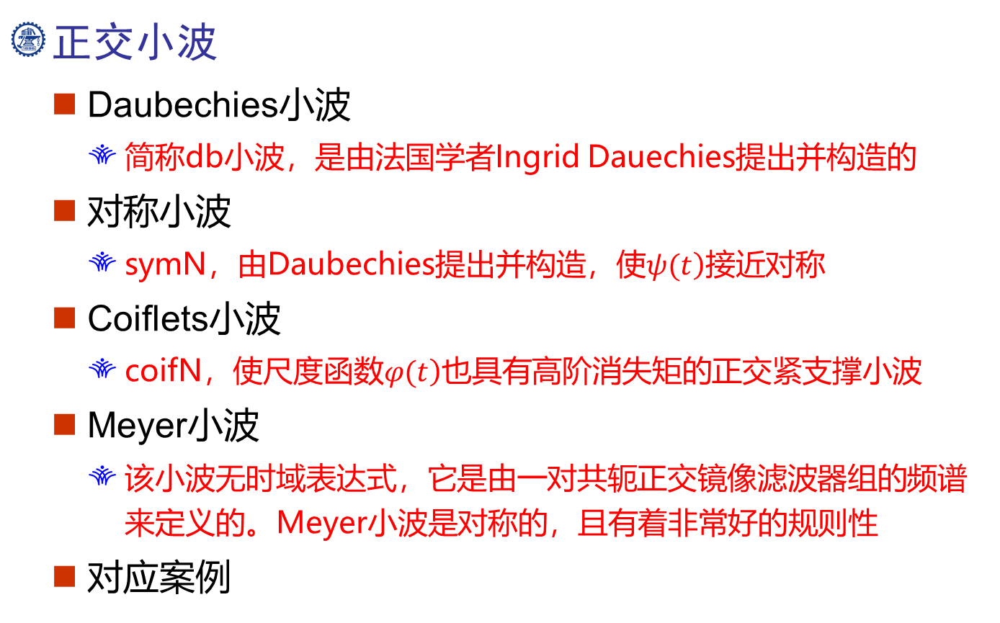 正交小波
Daubechies小波
简称db小波，是由法国学者Ingrid Dauechies提出并构造的
对称小波
symN，由Daubechies提出并构造，使ψ(t)接近对称
Coiflets小波
coifN，使尺度函数φ(t)也具有高阶消失矩的正交紧支撑小波
Meyer小波
该小波无时域表达式，它是由一对共轭正交镜像滤波器组的频谱
来定义的。Meyer小波是对称的，且有着非常好的规则性
对应案例